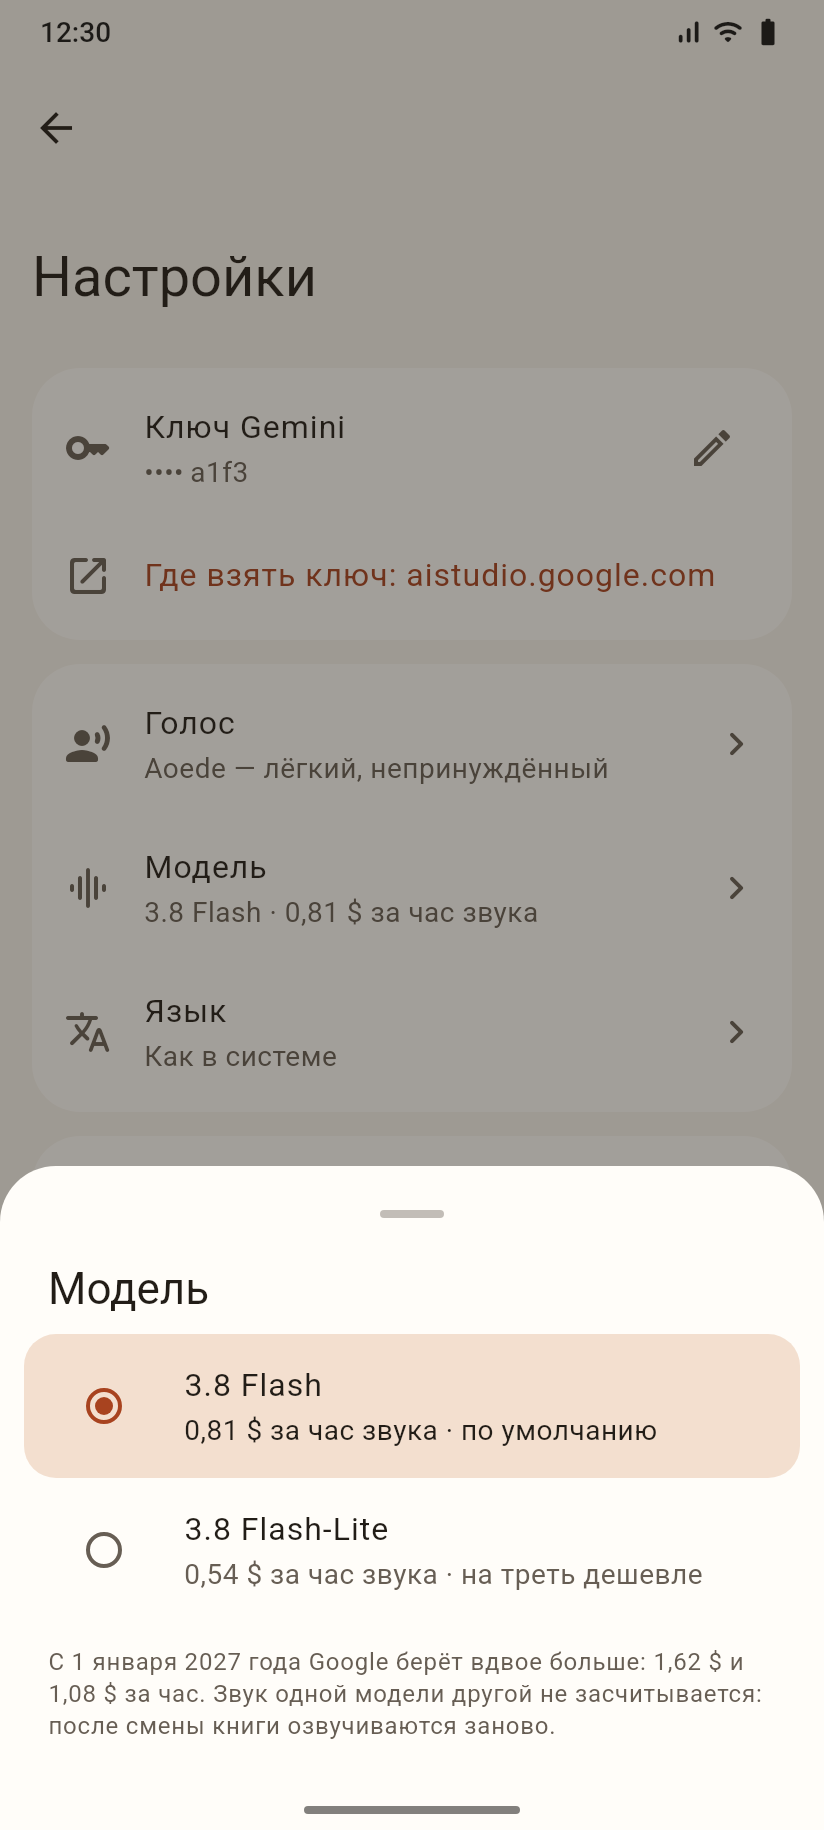 12:30
Настройки
Ключ Gemini
•••• a1f3
Где взять ключ: aistudio.google.com
Голос
Aoede — лёгкий, непринуждённый
Модель
3.8 Flash · 0,81 $ за час звука
Язык
Как в системе
Модель
3.8 Flash
0,81 $ за час звука · по умолчанию
3.8 Flash-Lite
0,54 $ за час звука · на треть дешевле
С 1 января 2027 года Google берёт вдвое больше: 1,62 $ и
1,08 $ за час. Звук одной модели другой не засчитывается:
после смены книги озвучиваются заново.